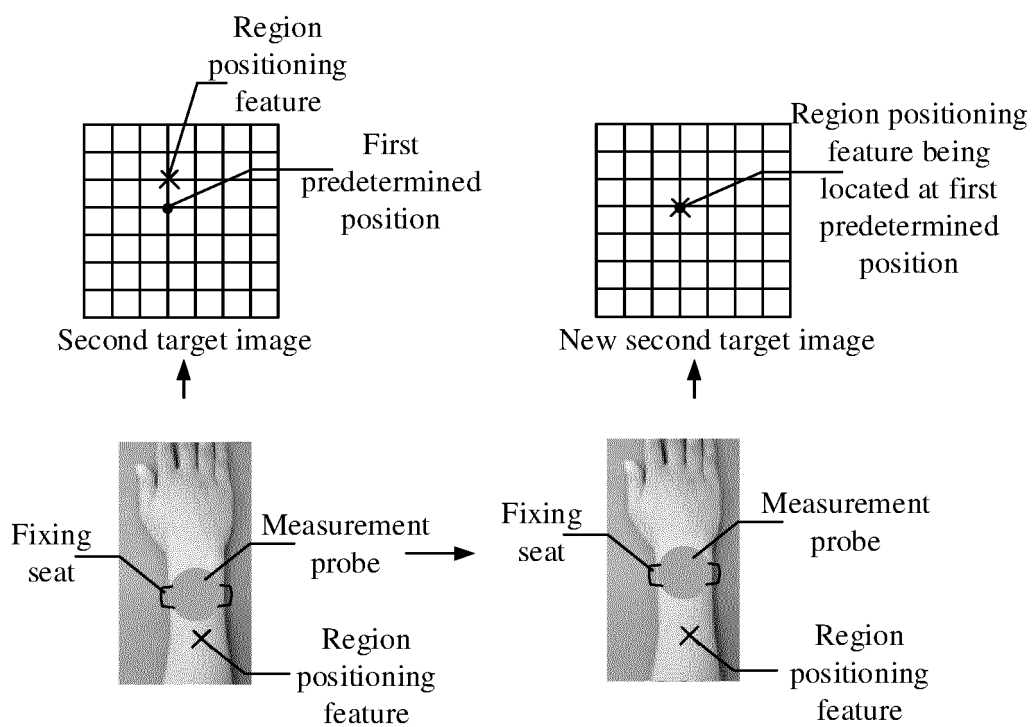 Region
positioning
feature
First
predetermined
position
Second target image
Region positioning
feature being
located at first
predetermined
position
New second target image
Fixing
seat
Measurement
probe
Region
positioning
feature
Fixing
seat
Measurement
probe
Region
positioning
feature